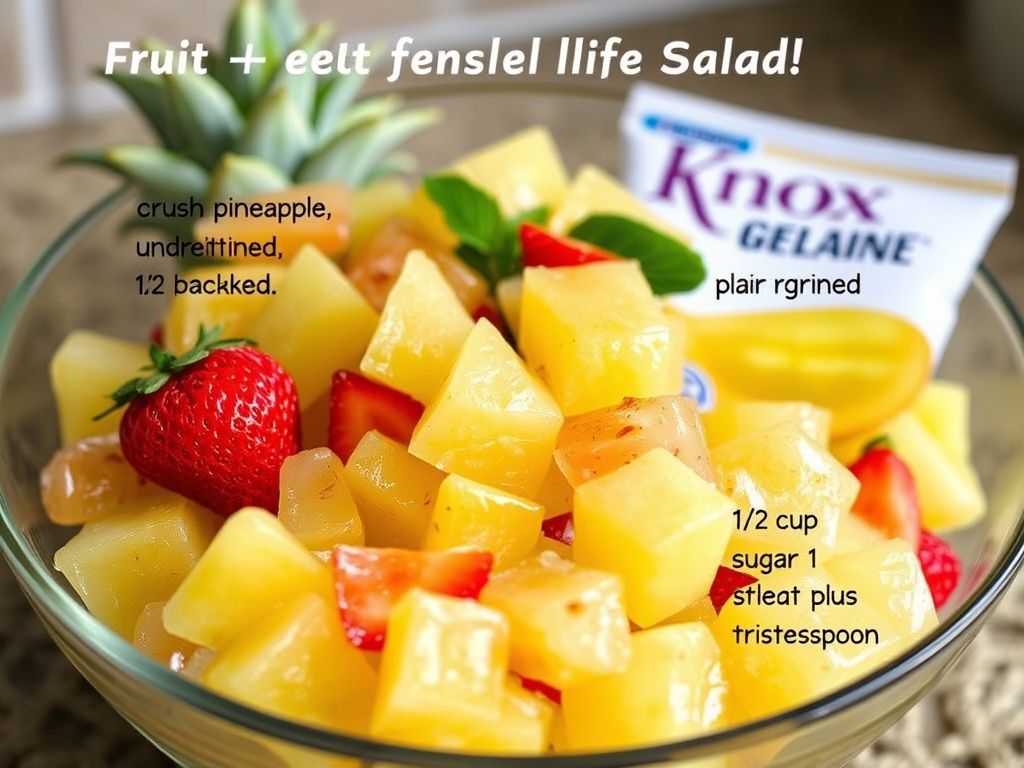 Fruit + eelt fenslel llife Salad!
Knox
GELAINE
crush pineapple,
undreittined,
1/2 backked.
plair rgrined
1/2 cup
sugar 1
stleat plus
tristesspoon